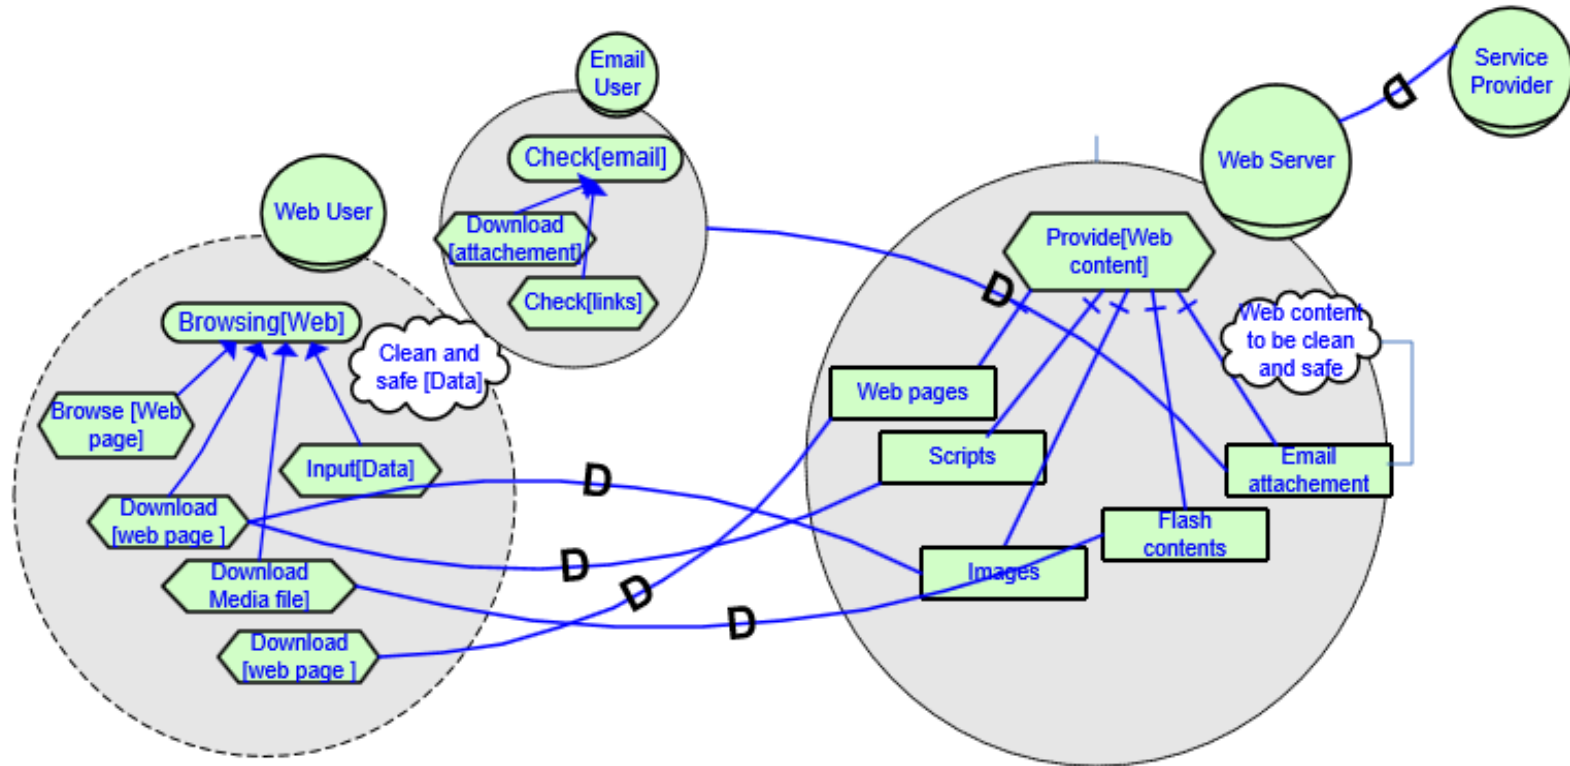 Email
User
Service
Provider
Check[email]
D
Web Server
Web User
Download
[attachement]
Provide[Web
content]
Check[links]
D
Browsing[Web]
Clean and
safe [Data]
Web content
to be clean
and safe
Browse [Web
page]
Web pages
Input[Data]
Scripts
Email
attachement
D
Download
[web page ]
Flash
contents
D
Images
Download
Media file]
D
D
Download
[web page ]